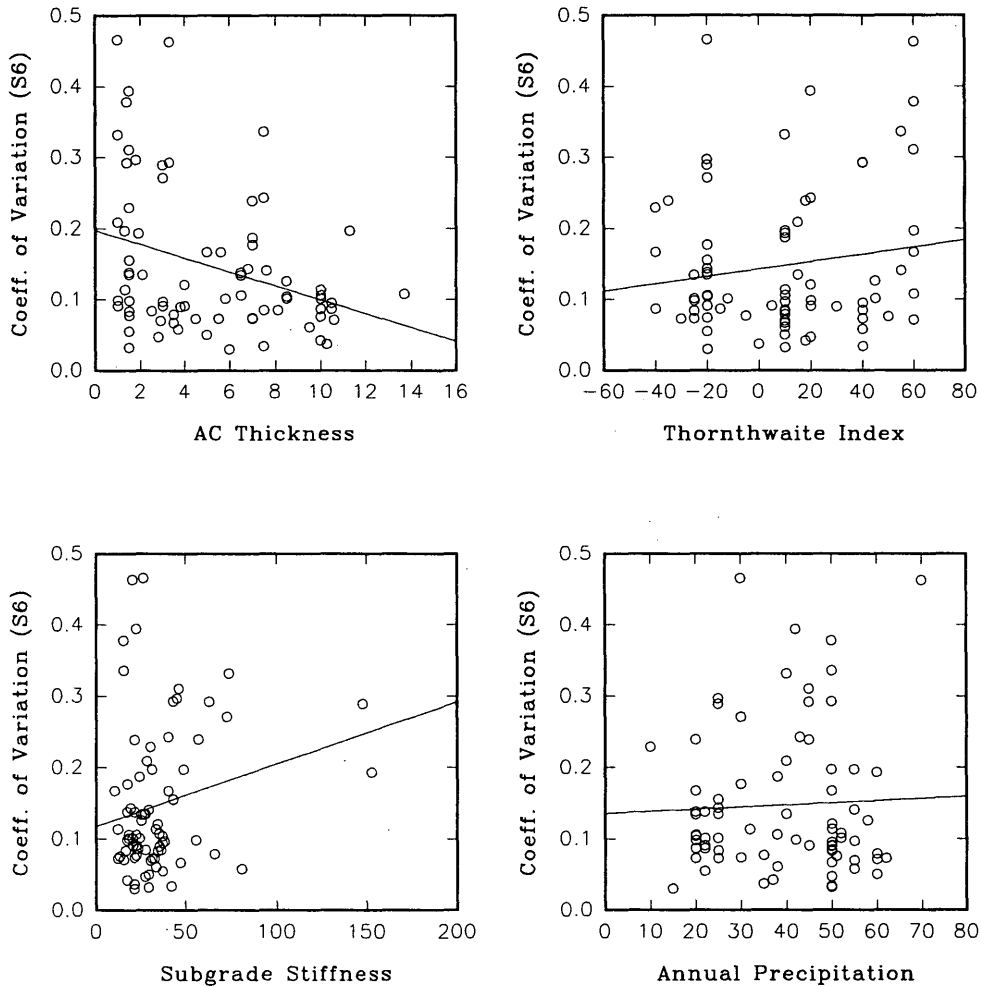 Coeff. of Variation (S6)
0.5
0.4
0.3
0.2
0.1
0.0
0 2 4 6 8 10 12 14 16
AC Thickness
Coeff. of Variation (S6)
0.5
0.4
0.3
0.2
0.1
0.0
−60 −40 −20 0 20 40 60 80
Thornthwaite Index
Coeff. of Variation (S6)
0.5
0.4
0.3
0.2
0.1
0.0
0 50 100 150 200
Subgrade Stiffness
Coeff. of Variation (S6)
0.5
0.4
0.3
0.2
0.1
0.0
0 10 20 30 40 50 60 70 80
Annual Precipitation